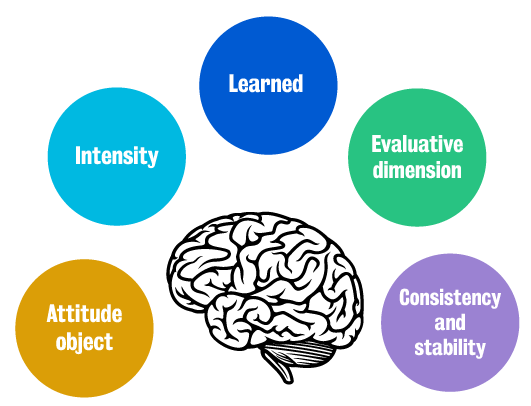 Learned
Intensity
Evaluative
dimension
Attitude
object
Consistency
and
stability